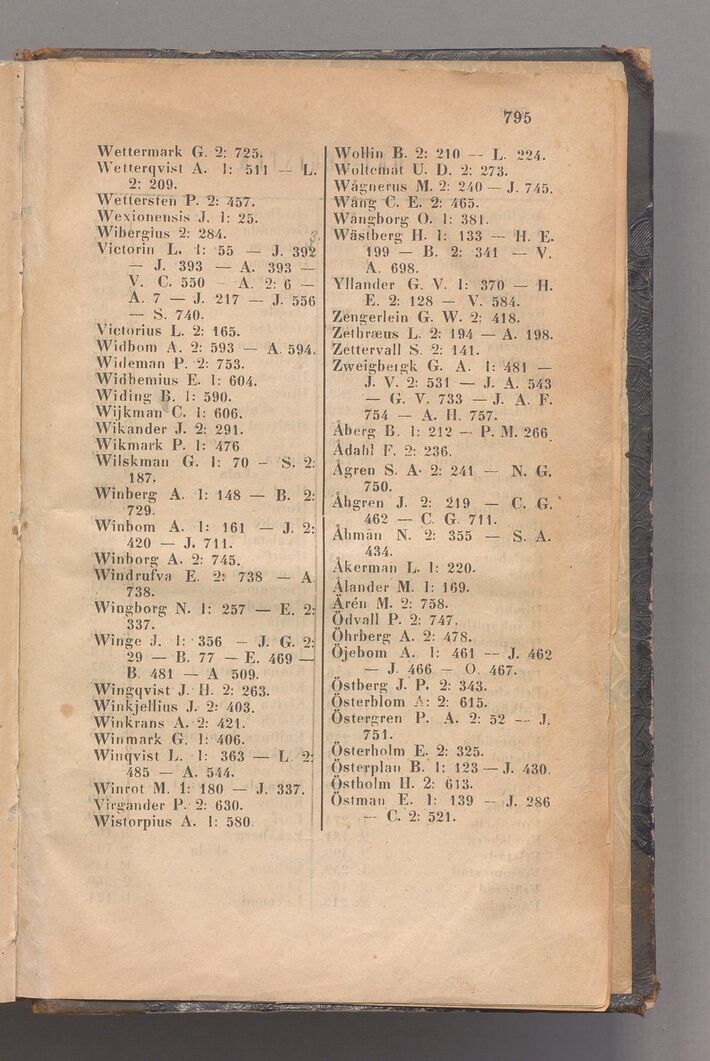 795
Wettermark G. 2: 725.
Wetterqvist A. 1: 511 — L.
2: 209.
Wettersten P. 2: 457.
Wexionensis J. 1: 25.
Wibergius 2: 284.
Victorin L. 1: 55 — J. 392
— J. 393 — A. 393 —
V. C. 550 — A. 2: 6 —
A. 7 — J. 217 — J. 556
— S. 740.
Victorius L. 2: 165.
Widbom A. 2: 593 — A. 594.
Wideman P. 2: 753.
Widhemius E. 1: 604.
Widing B. 1: 590.
Wijkman C. 1: 606.
Wikander J. 2: 291.
Wikmark P. 1: 476
Wilskman G. 1: 70 — S. 2:
187.
Winberg A. 1: 148 — B. 2:
729.
Winbom A. 1: 161 — J. 2:
420 — J. 711.
Winborg A. 2: 745.
Windrufva E. 2: 738 — A.
738.
Wingborg N. 1: 257 — E. 2:
337.
Winge J. 1: 356 — J. G. 2:
29 — B. 77 — E. 469 —
B. 481 — A 509.
Wingqvist J. H. 2: 263.
Winkjellius J. 2: 403.
Winkrans A. 2: 421.
Winmark G. 1: 406.
Winqvist L. 1: 363 — L. 2:
485 — A. 544.
Winrot M. 1: 180 — J. 337.
Virgander P. 2: 630.
Wistorpius A. 1: 580.
Wollin B. 2: 210 — L. 224.
Woltemat U. D. 2: 273.
Wågnerus M. 2: 240 — J. 745.
Wång C. E. 2: 465.
Wångborg O. 1: 381.
Wästberg H. 1: 133 — H. E.
199 — B. 2: 341 — V.
A. 698.
Yllander G. V. 1: 370 — H.
E. 2: 128 — V. 584.
Zengerlein G. W. 2: 418.
Zethræus L. 2: 194 — A. 198.
Zettervall S. 2: 141.
Zweigbergk G. A. 1: 481 —
J. V. 2: 531 — J. A. 543
— G. V. 733 — J. A. F.
754 — A. H. 757.
Åberg B. 1: 212 — P. M. 266.
Ådahl F. 2: 236.
Ågren S. A. 2: 241 — N. G.
750.
Åhgren J. 2: 219 — C. G.
462 — C. G. 711.
Åhman N. 2: 355 — S. A.
434.
Åkerman L. 1: 220.
Ålander M. 1: 169.
Ärén M. 2: 758.
Ödvall P. 2: 747.
Öhrberg A. 2: 478.
Öjebom A. 1: 461 — J. 462
— J. 466 — O. 467.
Östberg J. P. 2: 343.
Österblom A: 2: 615.
Östergren P. A. 2: 52 — J.
751.
Österholm E. 2: 325.
Österplan B. 1: 123 — J. 430.
Östholm H. 2: 613.
Östman E. 1: 139 — J. 286
— C. 2: 521.